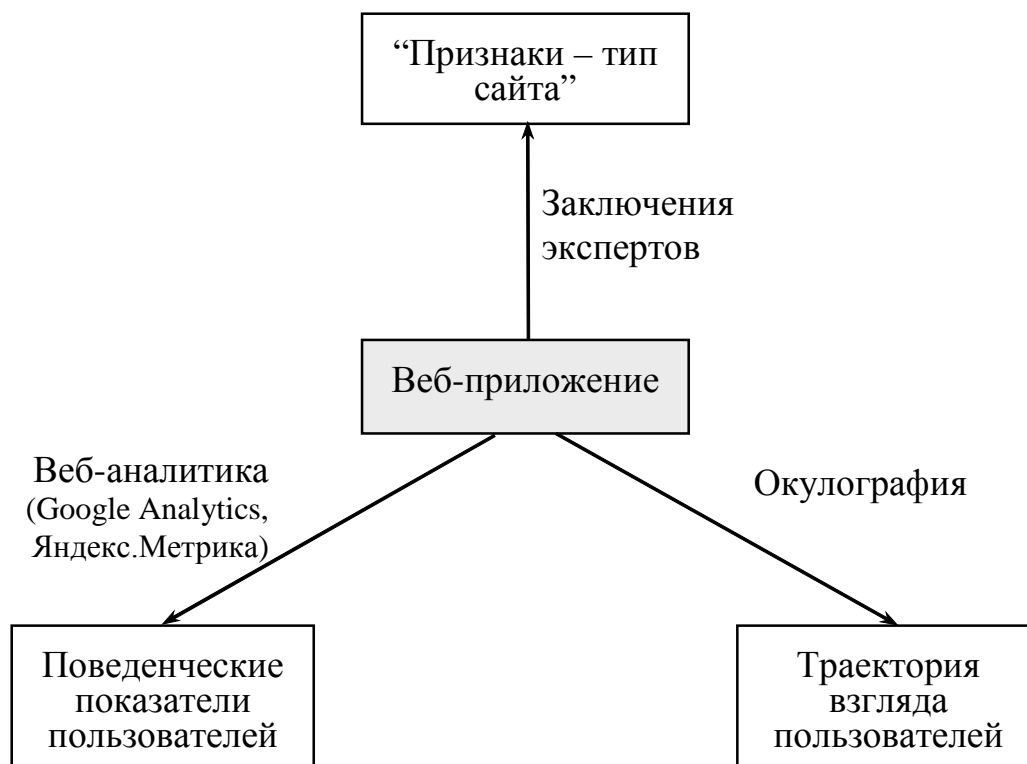 “Признаки – тип
сайта”
Заключения
экспертов
Веб-приложение
Веб-аналитика
(Google Analytics,
Яндекс.Метрика)
Окулография
Поведенческие
показатели
пользователей
Траектория
взгляда
пользователей